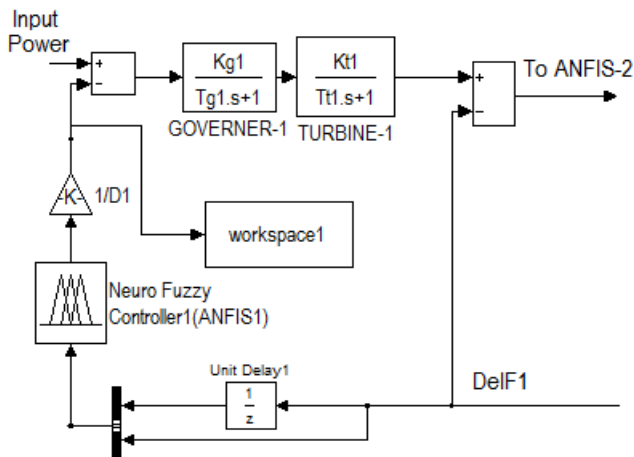 Input
Power
+
−
Kg1
Tg1.s+1
GOVERNER-1
Kt1
Tt1.s+1
TURBINE-1
+
−
To ANFIS-2
-K-
1/D1
workspace1
Neuro Fuzzy
Controller1(ANFIS1)
Unit Delay1
1
z
DelF1